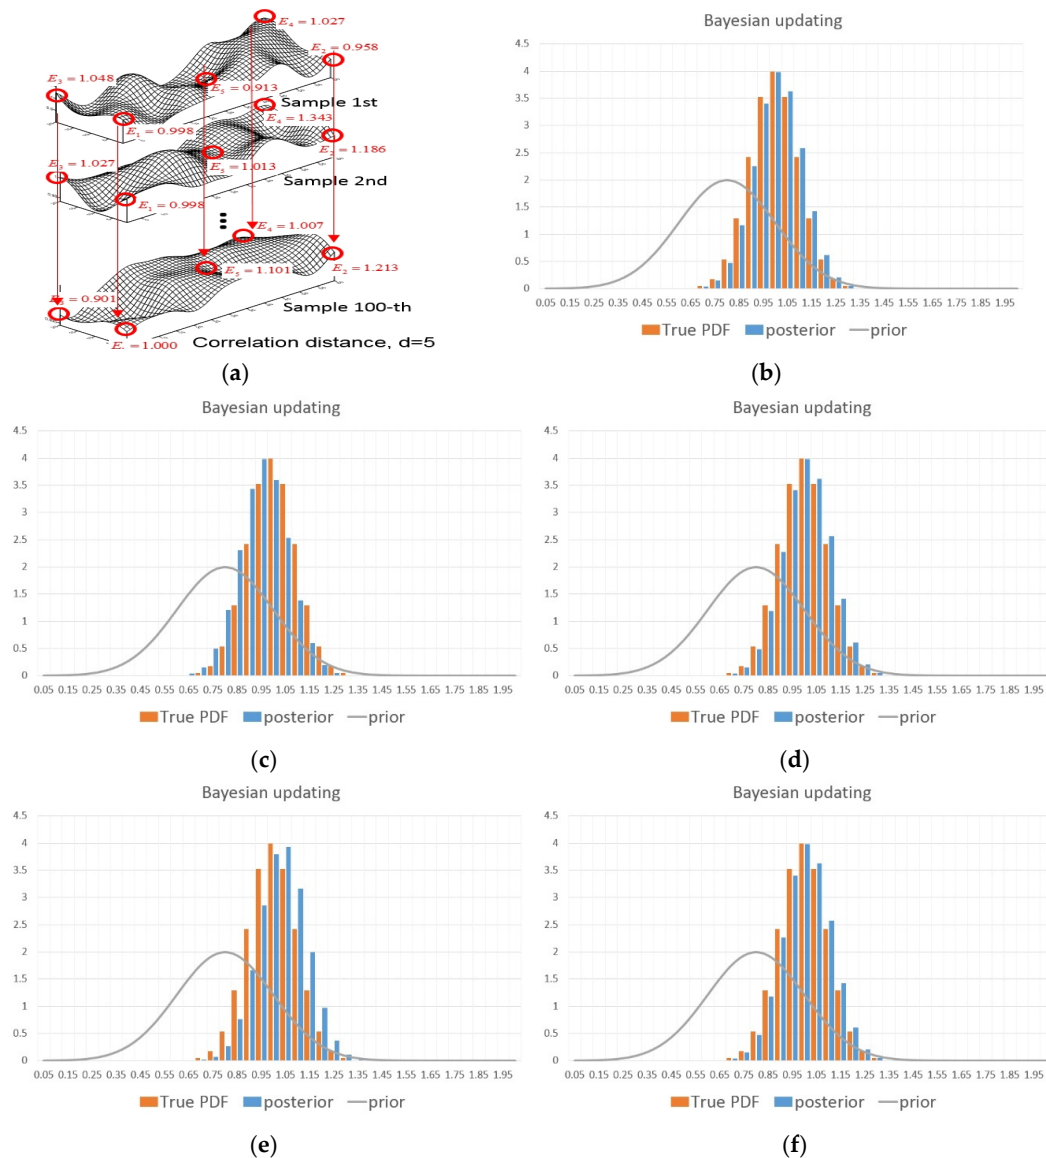 E₄ = 1.027
E₂ = 0.958
E₃ = 1.048
E₅ = 0.913
Sample 1st
E₁ = 0.998
E₄ = 1.343
E₂ = 1.186
E₃ = 1.027
E₅ = 1.013
Sample 2nd
E₁ = 0.998
E₄ = 1.007
E₅ = 1.101
E₂ = 1.213
= 0.901
Sample 100-th
= 1.000
Correlation distance, d=5
(a)
Bayesian updating
4.5
4
3.5
3
2.5
2
1.5
1
0.5
0
0.05 0.15 0.25 0.35 0.45 0.55 0.65 0.75 0.85 0.95 1.05 1.15 1.25 1.35 1.45 1.55 1.65 1.75 1.85 1.95
True PDF posterior prior
(b)
Bayesian updating
4.5
4
3.5
3
2.5
2
1.5
1
0.5
0
0.05 0.15 0.25 0.35 0.45 0.55 0.65 0.75 0.85 0.95 1.05 1.15 1.25 1.35 1.45 1.55 1.65 1.75 1.85 1.95
True PDF posterior prior
(c)
Bayesian updating
4.5
4
3.5
3
2.5
2
1.5
1
0.5
0
0.05 0.15 0.25 0.35 0.45 0.55 0.65 0.75 0.85 0.95 1.05 1.15 1.25 1.35 1.45 1.55 1.65 1.75 1.85 1.95
True PDF posterior prior
(d)
Bayesian updating
4.5
4
3.5
3
2.5
2
1.5
1
0.5
0
0.05 0.15 0.25 0.35 0.45 0.55 0.65 0.75 0.85 0.95 1.05 1.15 1.25 1.35 1.45 1.55 1.65 1.75 1.85 1.95
True PDF posterior prior
(e)
Bayesian updating
4.5
4
3.5
3
2.5
2
1.5
1
0.5
0
0.05 0.15 0.25 0.35 0.45 0.55 0.65 0.75 0.85 0.95 1.05 1.15 1.25 1.35 1.45 1.55 1.65 1.75 1.85 1.95
True PDF posterior prior
(f)